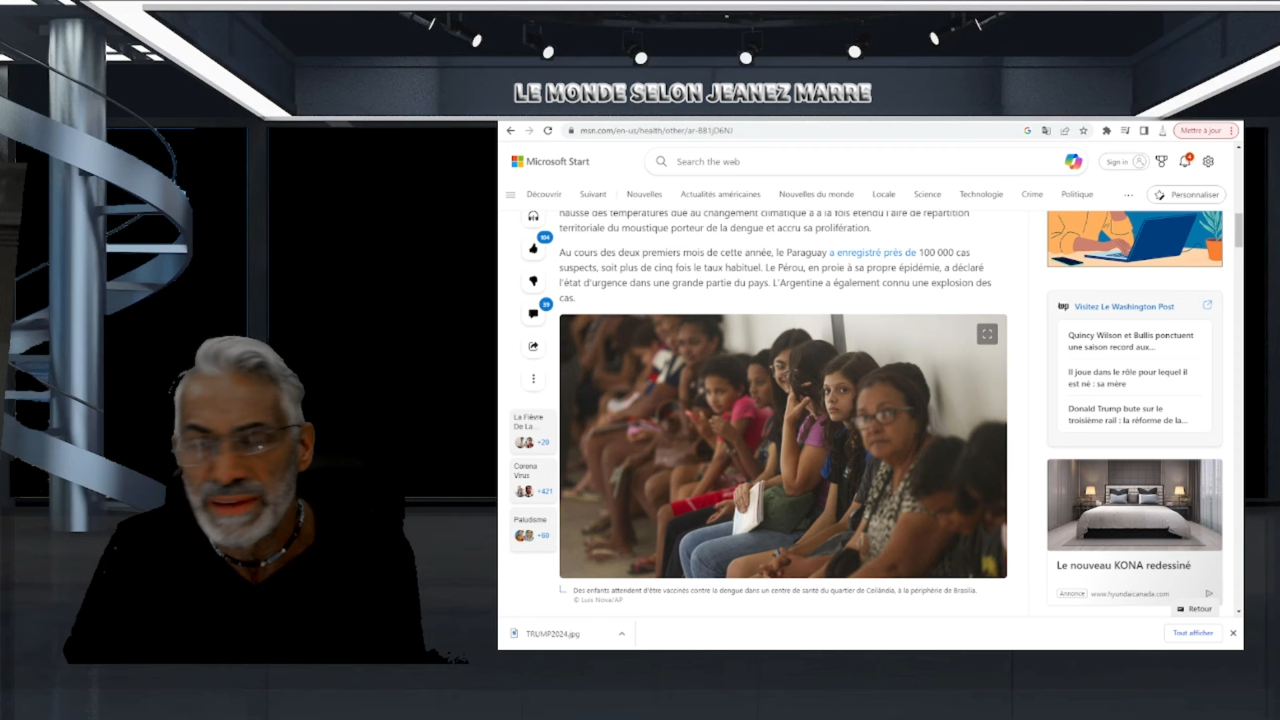 LE MONDE SELON JEANEZ MARRE
msn.com/en-us/health/other/ar-BB1jD6NJ
Mettre à jour
Microsoft Start
Search the web
Sign in
Découvrir
Suivant
Nouvelles
Actualités américaines
Nouvelles du monde
Locale
Science
Technologie
Crime
Politique
...
Personnaliser
hausse des températures due au changement climatique a à la fois étendu l'aire de répartition
territoriale du moustique porteur de la dengue et accru sa prolifération.
Au cours des deux premiers mois de cette année, le Paraguay a enregistré près de 100 000 cas
suspects, soit plus de cinq fois le taux habituel. Le Pérou, en proie à sa propre épidémie, a déclaré
l'état d'urgence dans une grande partie du pays. L'Argentine a également connu une explosion des
cas.
104
39
La Fièvre
De La...
+20
Corona
Virus
+421
Paludisme
+60
Des enfants attendent d'être vaccinés contre la dengue dans un centre de santé du quartier de Ceilândia, à la périphérie de Brasilia.
© Luis Nova/AP
wp Visitez Le Washington Post
Quincy Wilson et Bullis ponctuent
une saison record aux...
Il joue dans le rôle pour lequel il
est né : sa mère
Donald Trump bute sur le
troisième rail : la réforme de la...
Le nouveau KONA redessiné
Annonce
www.hyundaicanada.com
Retour
TRUMP2024.jpg
Tout afficher